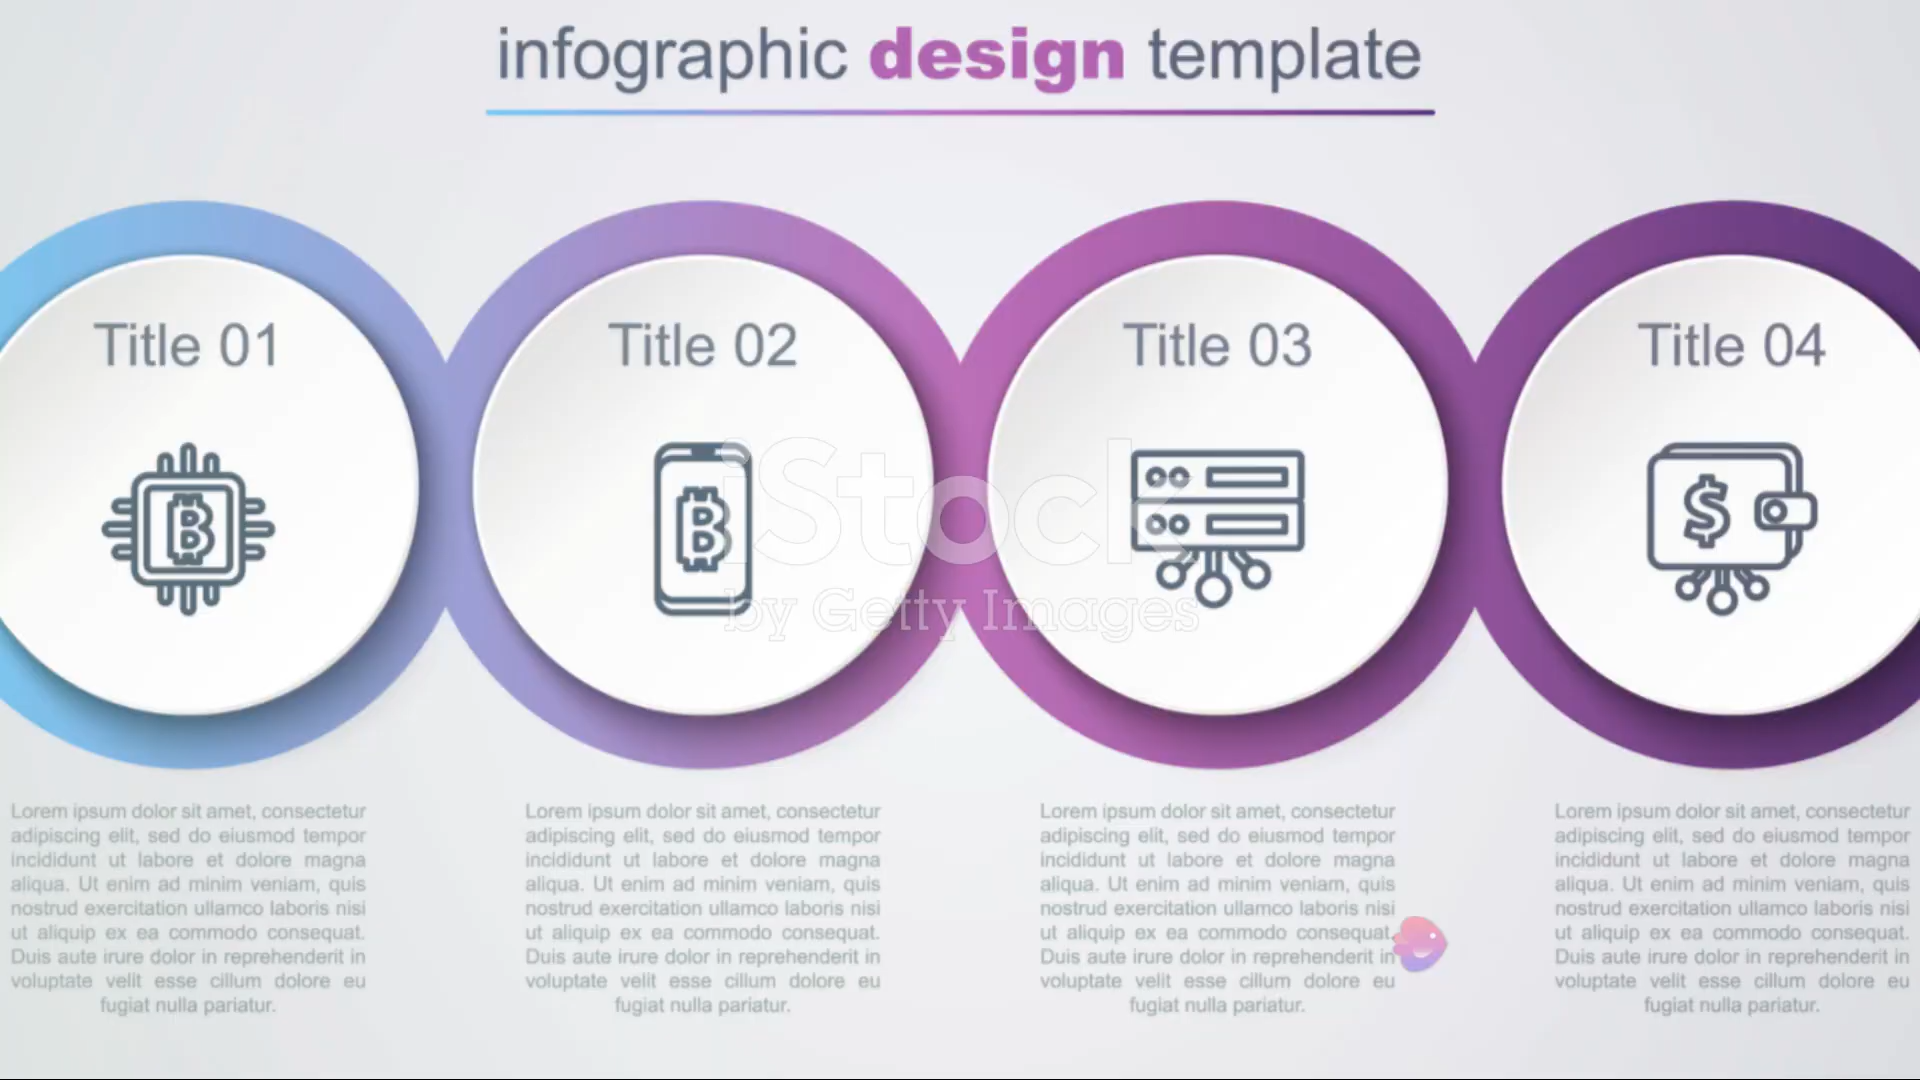 infographic design template
Title 01
Title 02
Title 03
Title 04
iStock
by Getty Images
Lorem ipsum dolor sit amet, consectetur
adipiscing elit, sed do eiusmod tempor
incididunt ut labore et dolore magna
aliqua. Ut enim ad minim veniam, quis
nostrud exercitation ullamco laboris nisi
ut aliquip ex ea commodo consequat.
Duis aute irure dolor in reprehenderit in
voluptate velit esse cillum dolore eu
fugiat nulla pariatur.
Lorem ipsum dolor sit amet, consectetur
adipiscing elit, sed do eiusmod tempor
incididunt ut labore et dolore magna
aliqua. Ut enim ad minim veniam, quis
nostrud exercitation ullamco laboris nisi
ut aliquip ex ea commodo consequat.
Duis aute irure dolor in reprehenderit in
voluptate velit esse cillum dolore eu
fugiat nulla pariatur.
Lorem ipsum dolor sit amet, consectetur
adipiscing elit, sed do eiusmod tempor
incididunt ut labore et dolore magna
aliqua. Ut enim ad minim veniam, quis
nostrud exercitation ullamco laboris nisi
ut aliquip ex ea commodo consequat.
Duis aute irure dolor in reprehenderit in
voluptate velit esse cillum dolore eu
fugiat nulla pariatur.
Lorem ipsum dolor sit amet, consectetur
adipiscing elit, sed do eiusmod tempor
incididunt ut labore et dolore magna
aliqua. Ut enim ad minim veniam, quis
nostrud exercitation ullamco laboris nisi
ut aliquip ex ea commodo consequat.
Duis aute irure dolor in reprehenderit in
voluptate velit esse cillum dolore eu
fugiat nulla pariatur.